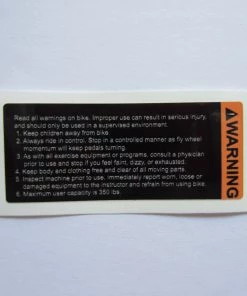 Read all warnings on bike. Improper use can result in serious injury,
and should only be used in a supervised environment.
1. Keep children away from bike.
2. Always ride in control. Stop in a controlled manner as fly wheel
momentum will keep pedals turning.
3. As with all exercise equipment or programs, consult a physician
prior to use and stop if you feel faint, dizzy, or exhausted.
4. Keep body and clothing free and clear of all moving parts.
5. Inspect machine prior to use, immediately report worn, loose or
damaged equipment to the instructor and refrain from using bike.
6. Maximum user capacity is 350 lbs.
WARNING